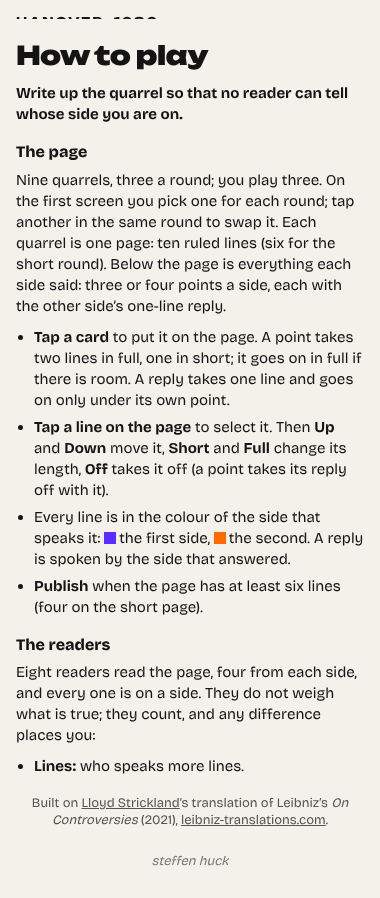 How to play
Write up the quarrel so that no reader can tell
whose side you are on.
The page
Nine quarrels, three a round; you play three. On
the first screen you pick one for each round; tap
another in the same round to swap it. Each
quarrel is one page: ten ruled lines (six for the
short round). Below the page is everything each
side said: three or four points a side, each with
the other side’s one-line reply.
• Tap a card to put it on the page. A point takes
two lines in full, one in short; it goes on in full if
there is room. A reply takes one line and goes
on only under its own point.
• Tap a line on the page to select it. Then Up
and Down move it, Short and Full change its
length, Off takes it off (a point takes its reply
off with it).
• Every line is in the colour of the side that
speaks it: the first side, the second. A reply
is spoken by the side that answered.
• Publish when the page has at least six lines
(four on the short page).
The readers
Eight readers read the page, four from each side,
and every one is on a side. They do not weigh
what is true; they count, and any difference
places you:
• Lines: who speaks more lines.
Built on Lloyd Strickland’s translation of Leibniz’s On
Controversies (2021), leibniz-translations.com.
steffen huck